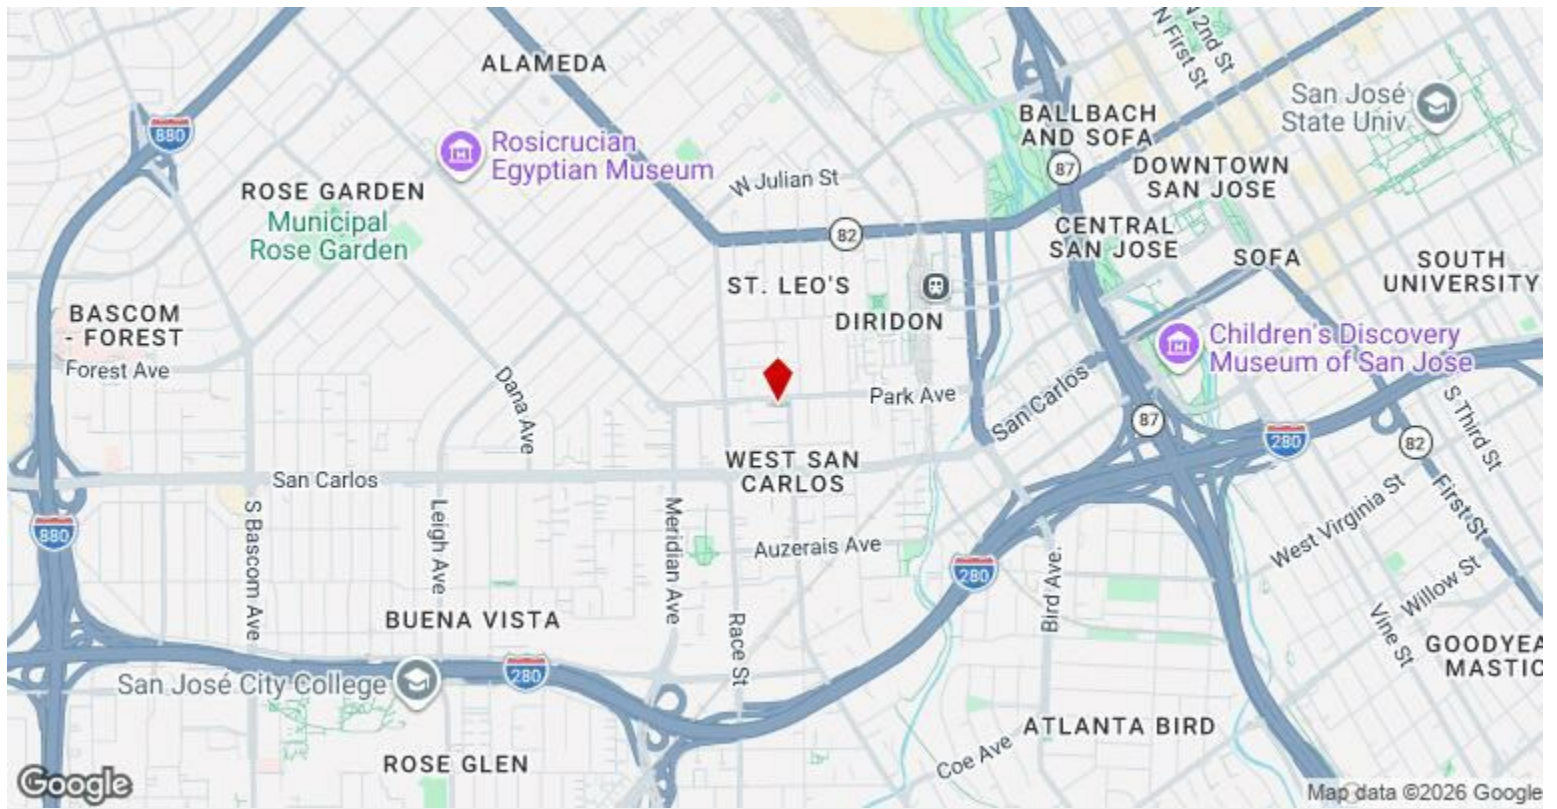 ALAMEDA
N 2nd St
N First St
San José
State Univ
BALLBACH
AND SOFA
880
Rosicrucian
Egyptian Museum
87
DOWNTOWN
SAN JOSE
W Julian St
ROSE GARDEN
Municipal
Rose Garden
82
CENTRAL
SAN JOSE
SOFA
SOUTH
UNIVERSITY
ST. LEO'S
DIRIDON
BASCOM
- FOREST
Forest Ave
Children's Discovery
Museum of San Jose
Dana Ave
Park Ave
San Carlos
87
280
82
S Third St
WEST SAN
CARLOS
San Carlos
First St
West Virginia St
880
S Bascom Ave
Leigh Ave
Meridian Ave
Auzerais Ave
280
Bird Ave.
Willow St
Vine St
BUENA VISTA
Race St
GOODYEA
MASTIC
San José City College
280
ATLANTA BIRD
Coe Ave
ROSE GLEN
Google
Map data ©2026 Google